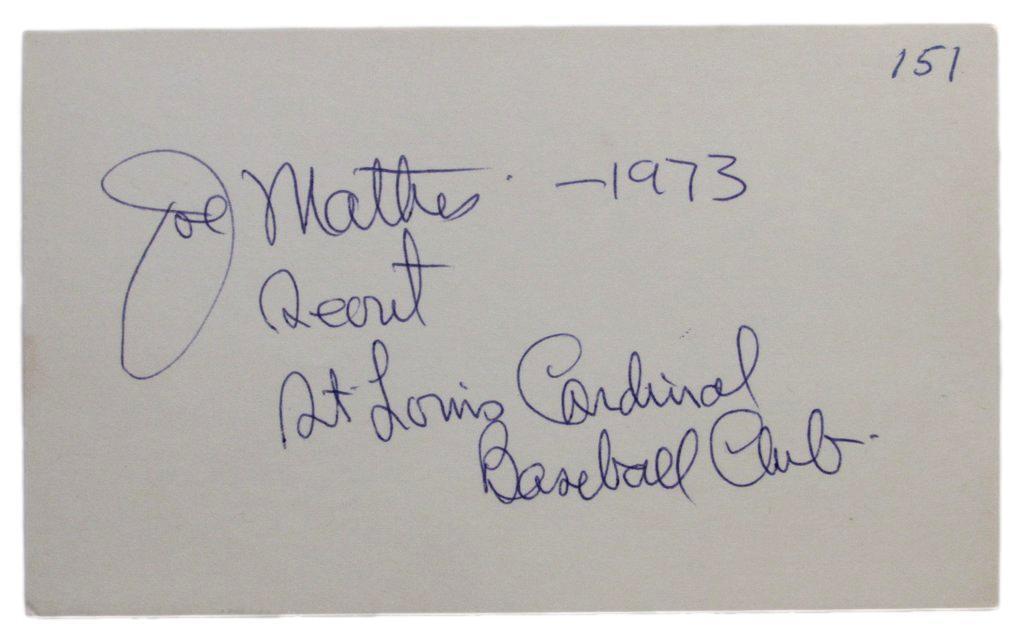 151
Joe Mathes - 1973
Scout
St. Louis Cardinal
Baseball Club.